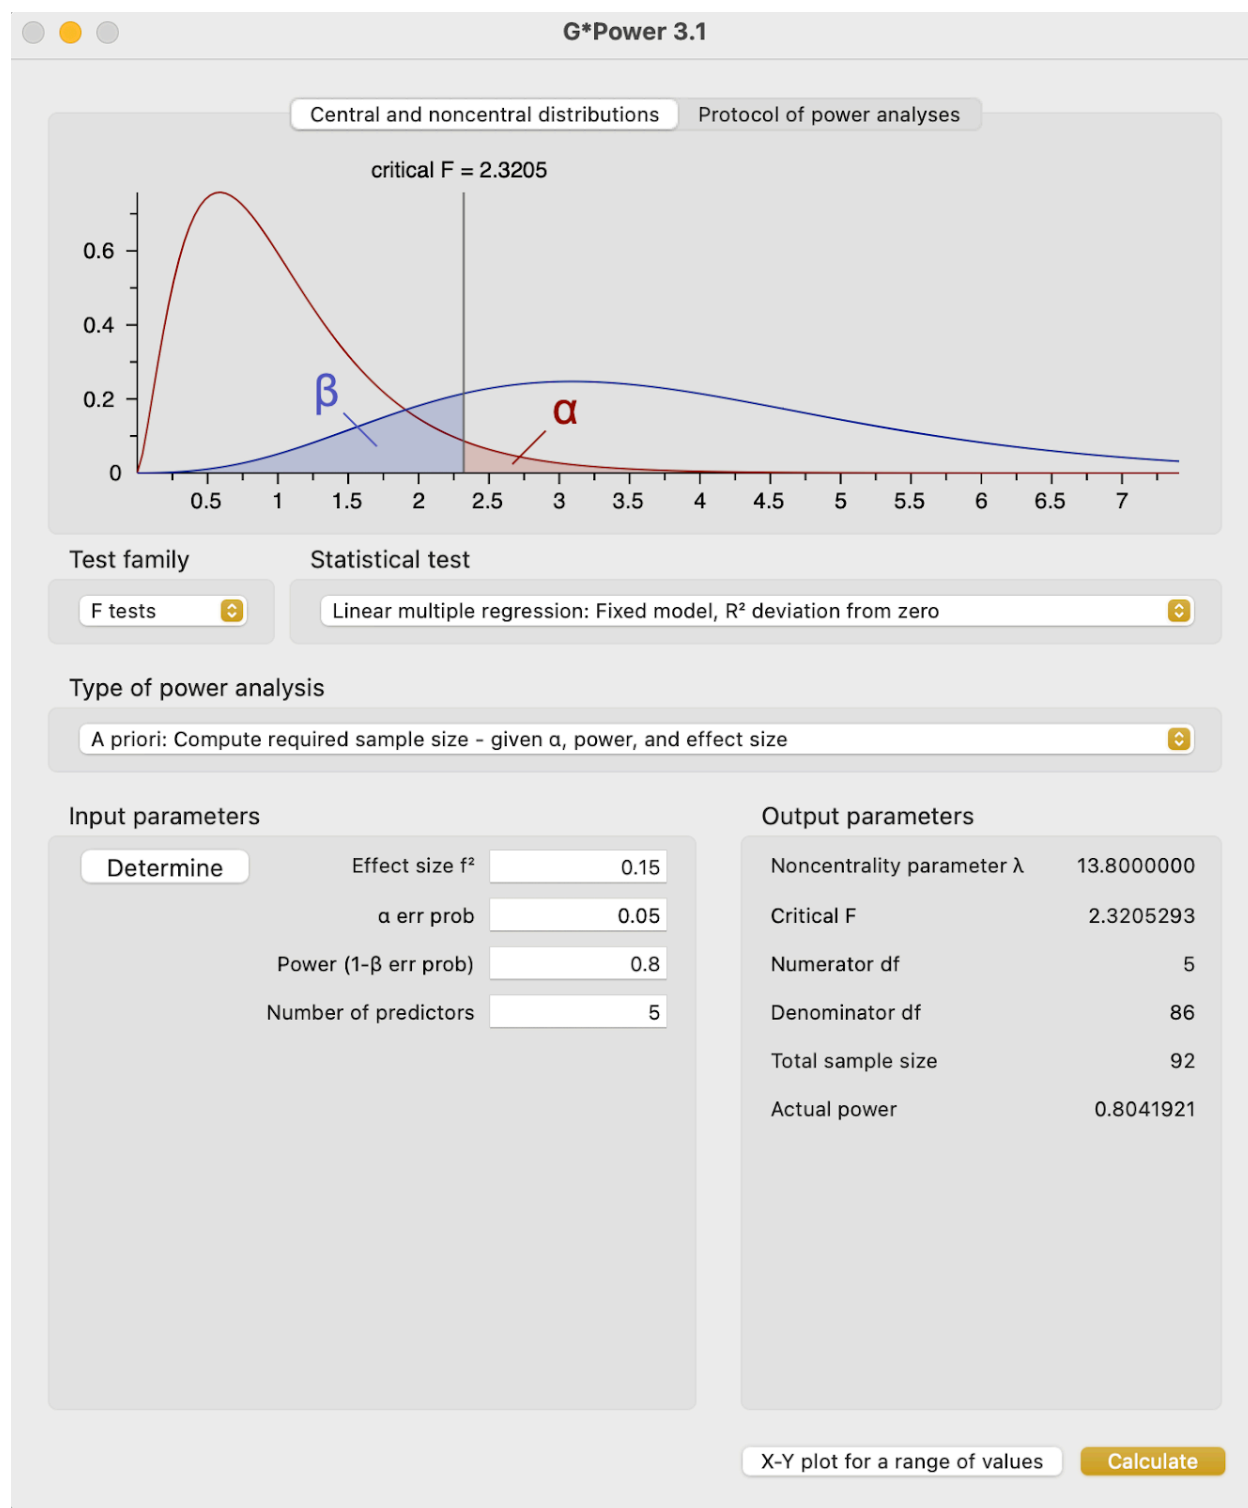 G*Power 3.1
Central and noncentral distributions Protocol of power analyses
critical F = 2.3205
0.6
0.4
0.2
0
β
α
0.5 1 1.5 2 2.5 3 3.5 4 4.5 5 5.5 6 6.5 7
Test family Statistical test
F tests Linear multiple regression: Fixed model, R² deviation from zero
Type of power analysis
A priori: Compute required sample size - given α, power, and effect size
Input parameters
Determine Effect size f² 0.15
α err prob 0.05
Power (1-β err prob) 0.8
Number of predictors 5
Output parameters
Noncentrality parameter λ 13.8000000
Critical F 2.3205293
Numerator df 5
Denominator df 86
Total sample size 92
Actual power 0.8041921
X-Y plot for a range of values Calculate